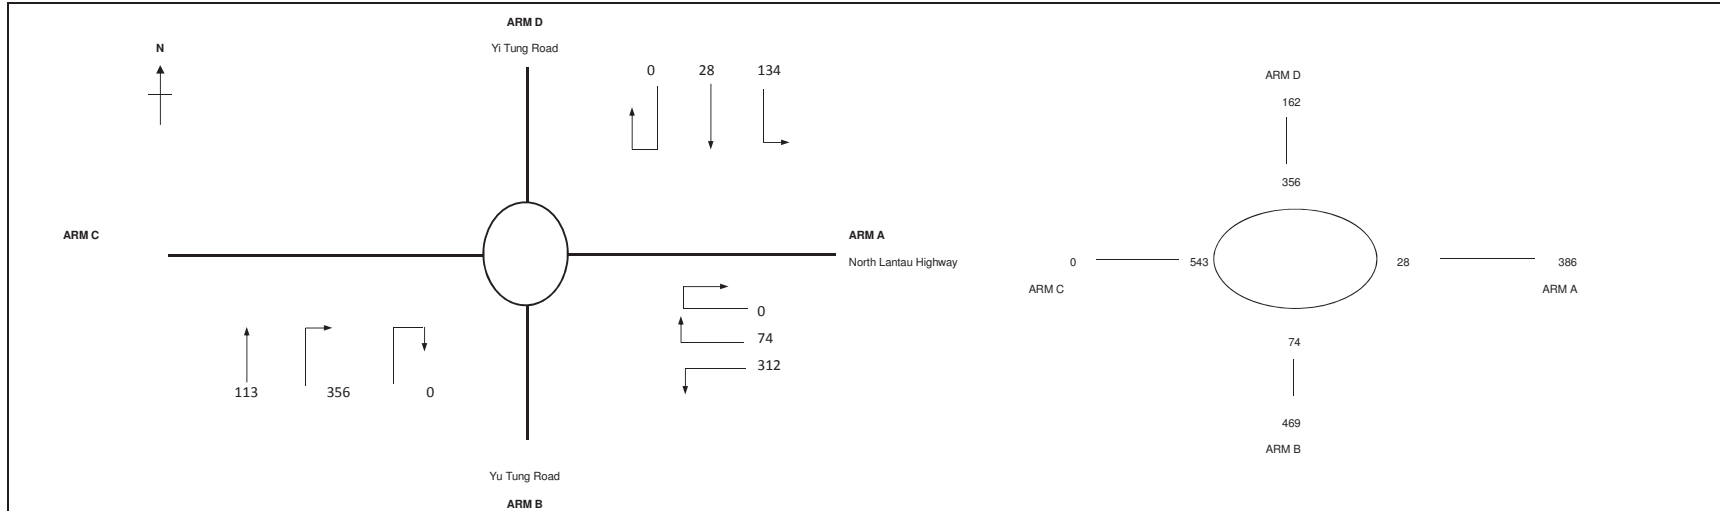 ARM D
Yi Tung Road
N
0 28 134
ARM C
ARM A
North Lantau Highway
0
74
312
113 356 0
Yu Tung Road
ARM B
ARM D
162
356
0 543 28 386
ARM C ARM A
74
469
ARM B